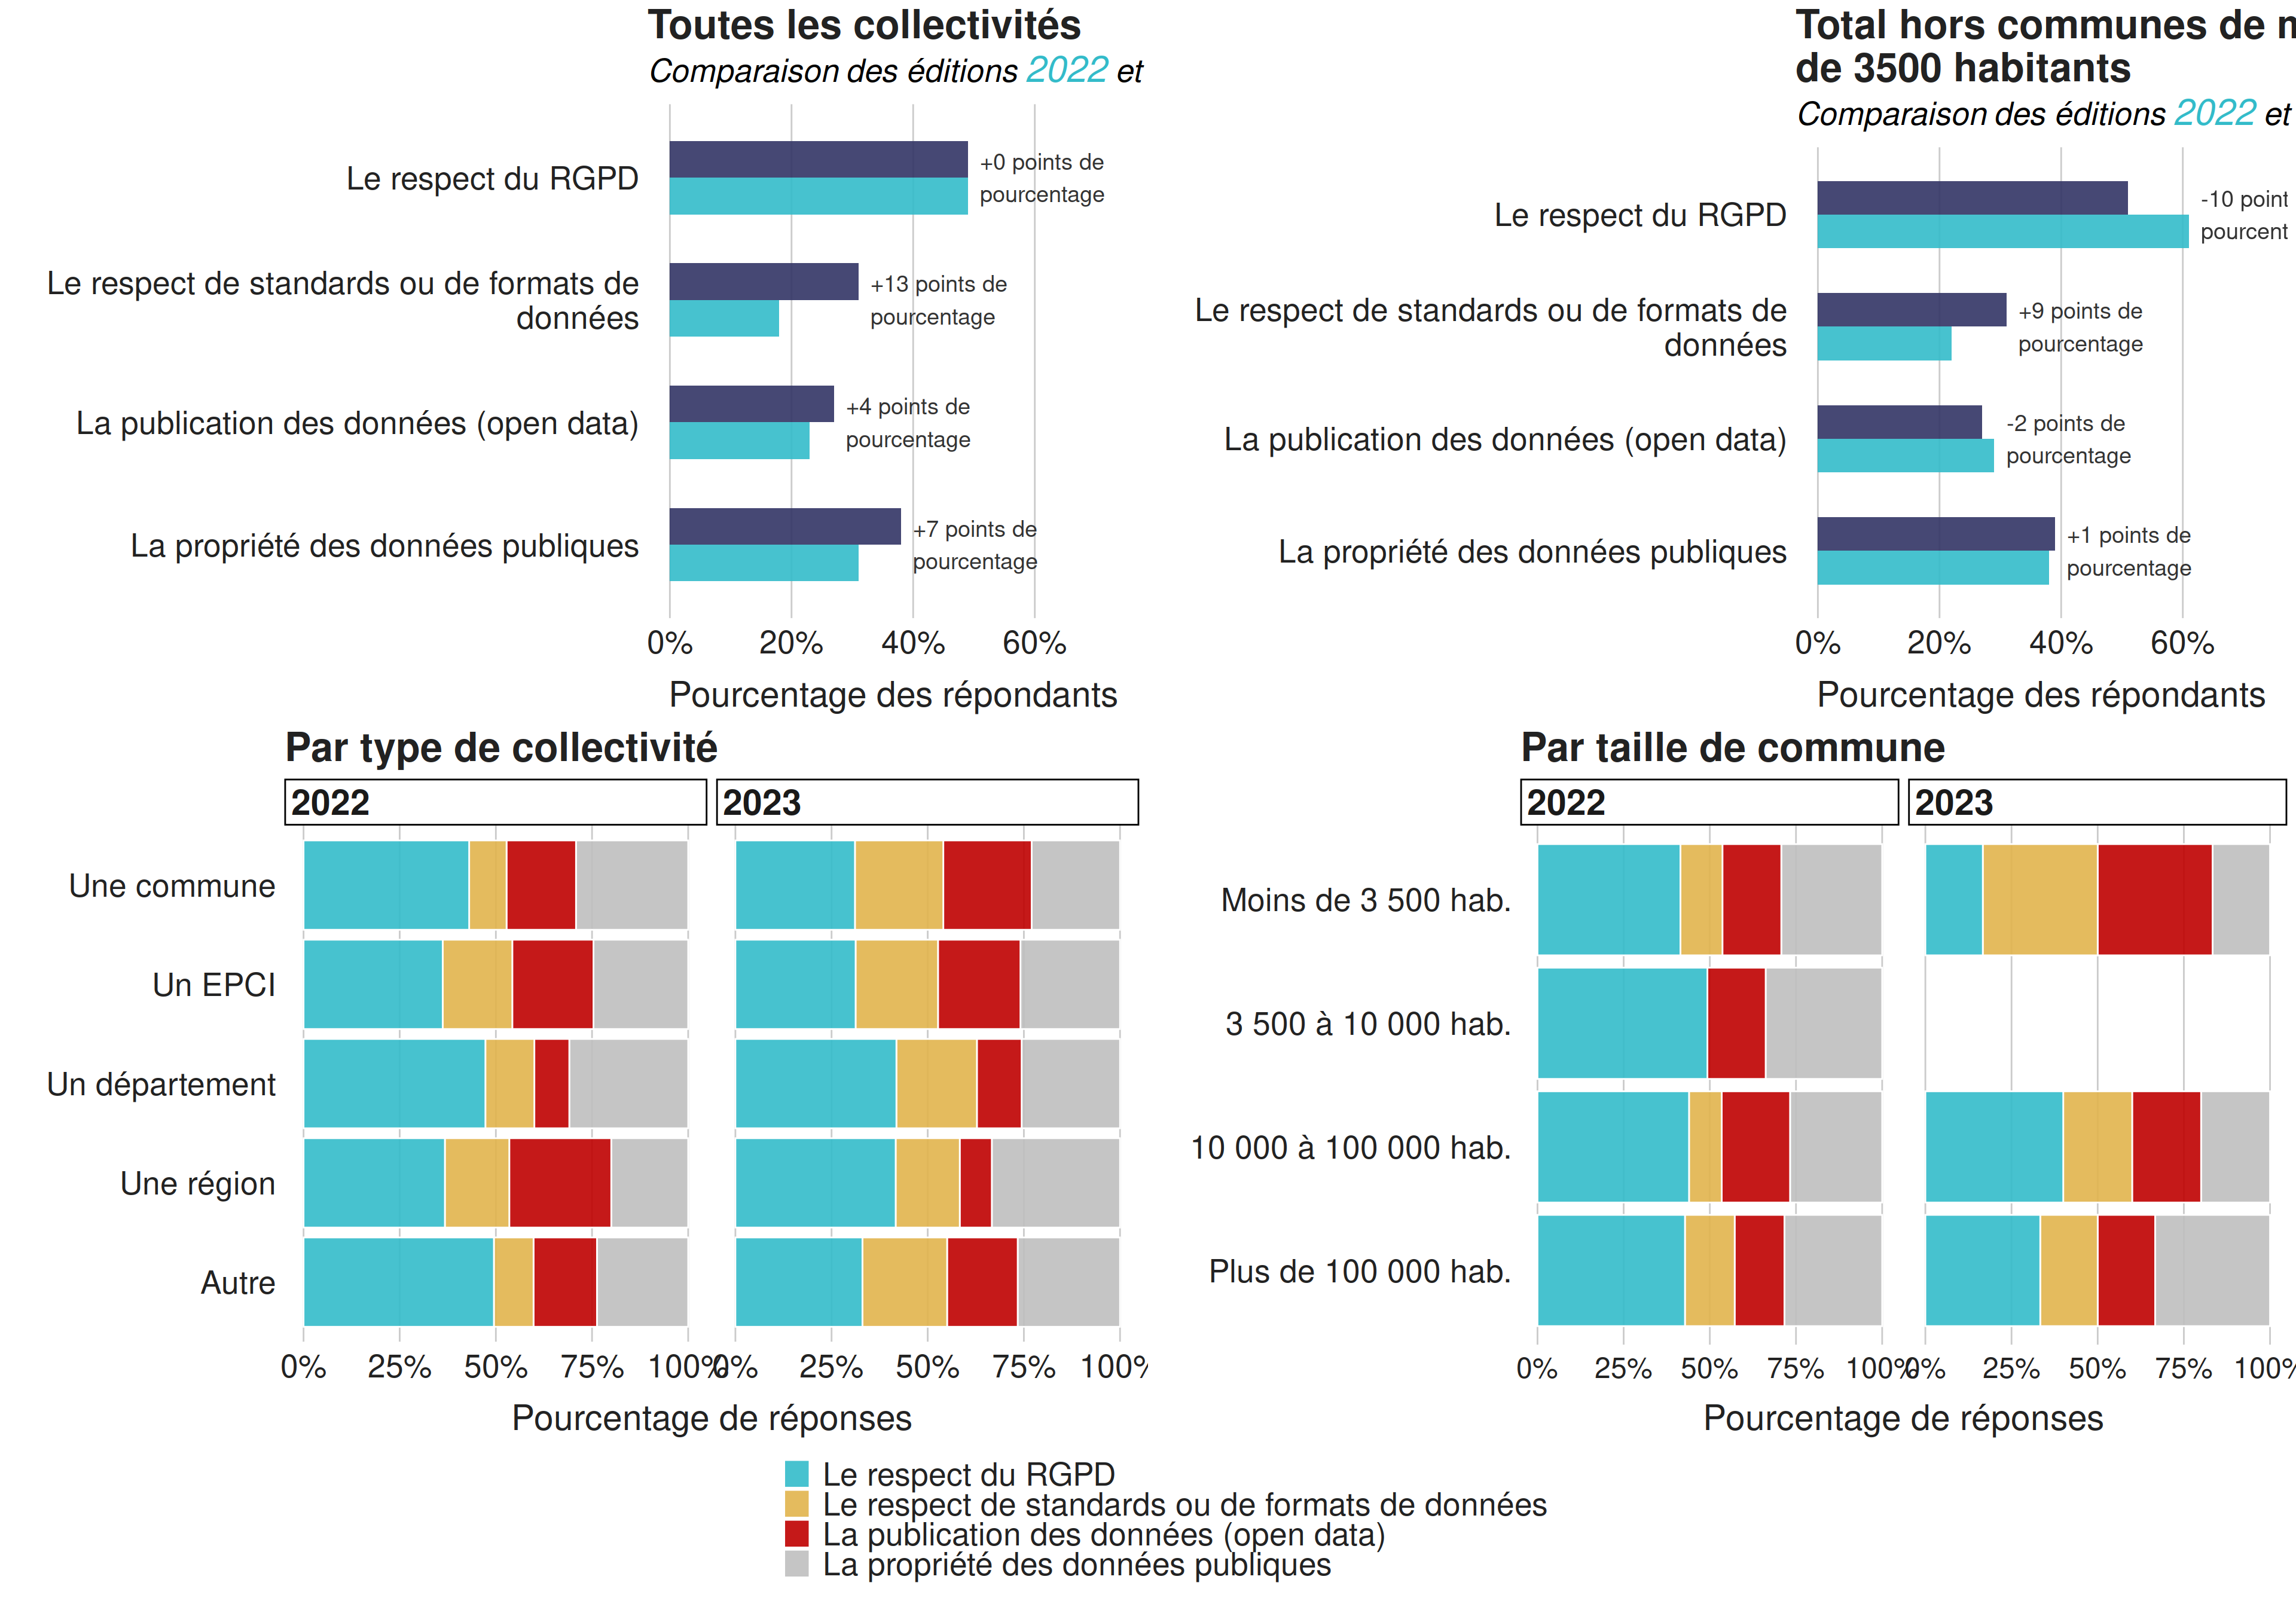 Toutes les collectivités
Comparaison des éditions 2022 et
Le respect du RGPD
+0 points de
pourcentage
Le respect de standards ou de formats de
données
+13 points de
pourcentage
La publication des données (open data)
+4 points de
pourcentage
La propriété des données publiques
+7 points de
pourcentage
0% 20% 40% 60%
Pourcentage des répondants
Total hors communes de
de 3500 habitants
Comparaison des éditions 2022 et
Le respect du RGPD
-10 point
pourcent
Le respect de standards ou de formats de
données
+9 points de
pourcentage
La publication des données (open data)
-2 points de
pourcentage
La propriété des données publiques
+1 points de
pourcentage
0% 20% 40% 60%
Pourcentage des répondants
Par type de collectivité
2022 2023
Une commune
Un EPCI
Un département
Une région
Autre
0% 25% 50% 75% 100% 0% 25% 50% 75% 100%
Pourcentage de réponses
Par taille de commune
2022 2023
Moins de 3 500 hab.
3 500 à 10 000 hab.
10 000 à 100 000 hab.
Plus de 100 000 hab.
0% 25% 50% 75% 100% 0% 25% 50% 75% 100%
Pourcentage de réponses
Le respect du RGPD
Le respect de standards ou de formats de données
La publication des données (open data)
La propriété des données publiques